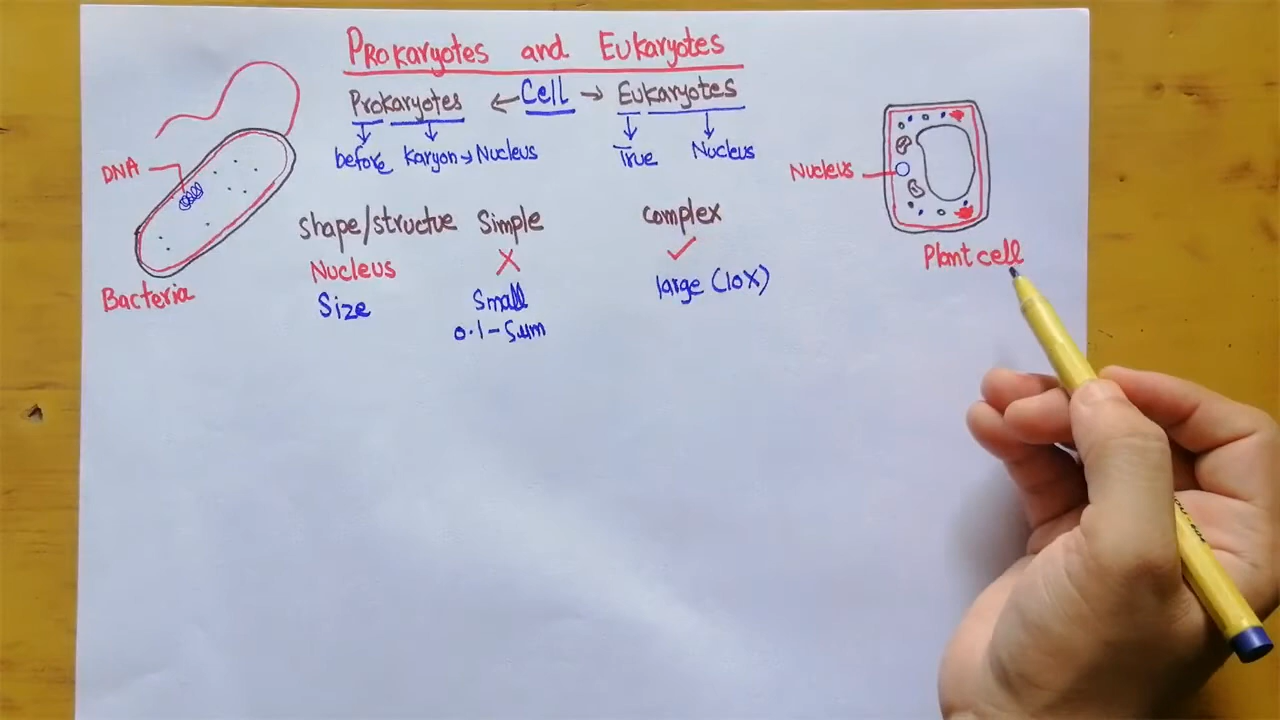 Prokaryotes and Eukaryotes
Prokaryotes ← Cell → Eukaryotes
before Karyon → Nucleus
True Nucleus
DNA
Bacteria
Nucleus
Plant cell
shape/structue Simple complex
Nucleus X ✓
Size Small large (10X)
0.1 - 5um